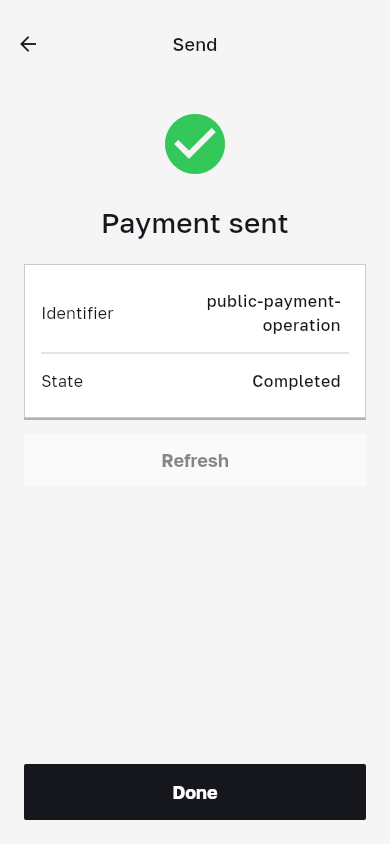 Send
Payment sent
Identifier
public-payment-
operation
State
Completed
Refresh
Done